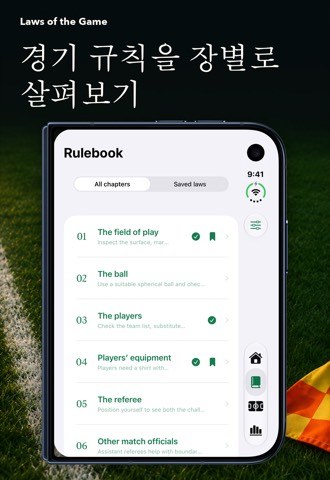 Laws of the Game
경기 규칙을 장별로
살펴보기
Rulebook
9:41
All chapters
Saved laws
01
The field of play
Inspect the surface, mar...
02
The ball
Use a suitable spherical ball and chec...
03
The players
Check the team list, substitute...
04
Players' equipment
Players need a shirt with...
05
The referee
Position yourself to see both the chall...
06
Other match officials
Assistant referees help with boundar...